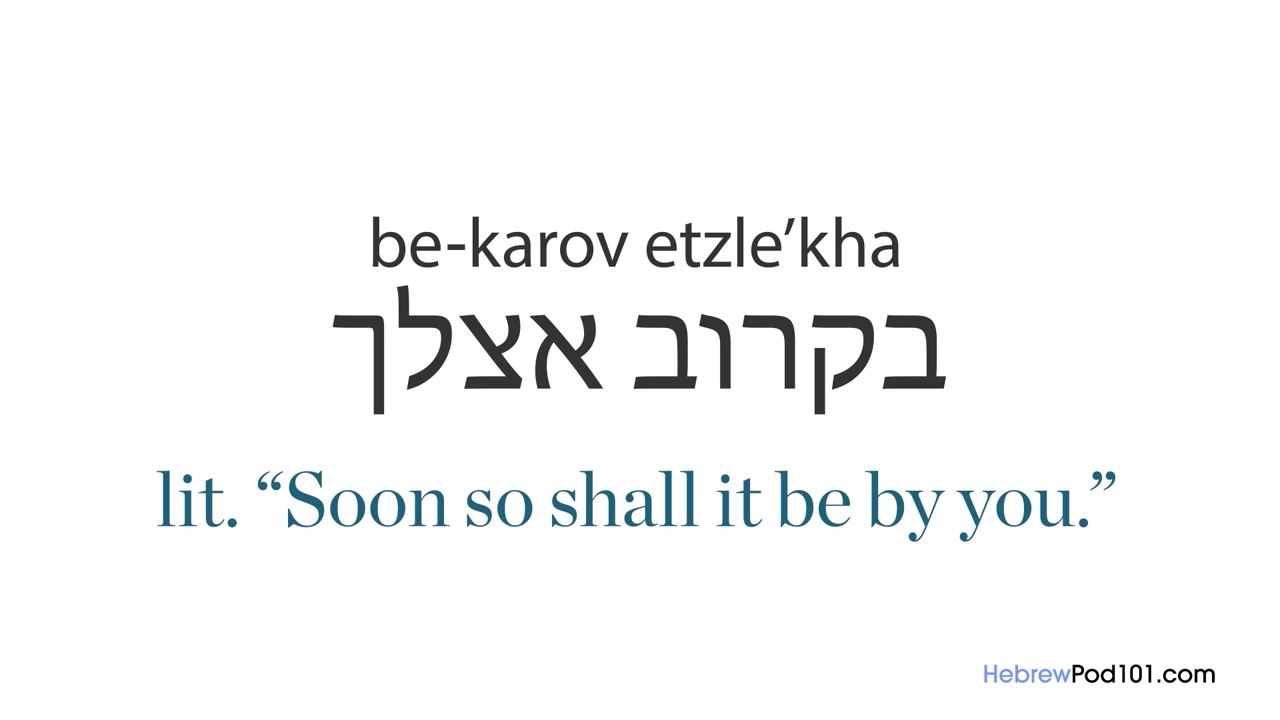 be-karov etzle’kha
בקרוב אצלך
lit. “Soon so shall it be by you.”
HebrewPod101.com